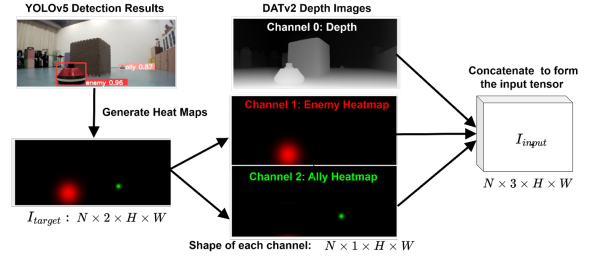 YOLOv5 Detection Results
DATv2 Depth Images
ally 0.87
enemy 0.95
Channel 0: Depth
Concatenate to form
the input tensor
Generate Heat Maps
Channel 1: Enemy Heatmap
I_input
Channel 2: Ally Heatmap
N × 3 × H × W
I_target : N × 2 × H × W
Shape of each channel: N × 1 × H × W